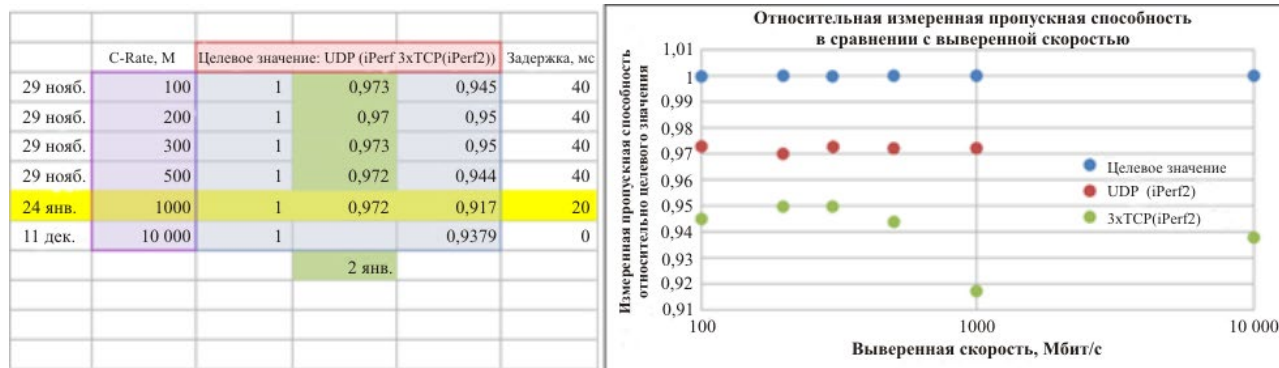 C-Rate, М Целевое значение: UDP (iPerf 3xTCP(iPerf2)) Задержка, мс
29 нояб. 100 1 0,973 0,945 40
29 нояб. 200 1 0,97 0,95 40
29 нояб. 300 1 0,973 0,95 40
29 нояб. 500 1 0,972 0,944 40
24 янв. 1000 1 0,972 0,917 20
11 дек. 10 000 1 0,9379 0
2 янв.
Относительная измеренная пропускная способность
в сравнении с выверенной скоростью
Измеренная пропускная способность
относительно целевого значения
1,01
1
0,99
0,98
0,97
0,96
0,95
0,94
0,93
0,92
0,91
Целевое значение
UDP (iPerf2)
3xTCP(iPerf2)
100 1000 10 000
Выверенная скорость, Мбит/с